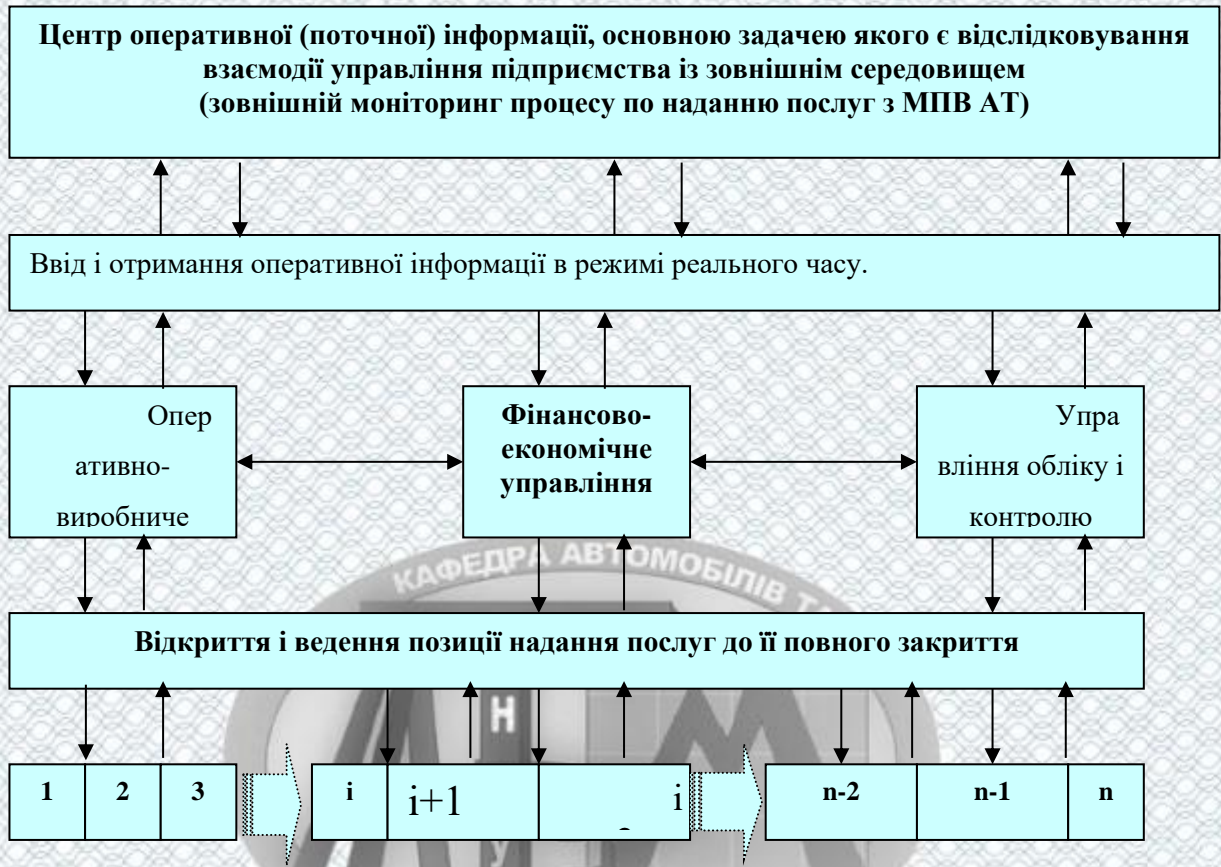 Центр оперативної (поточної) інформації, основною задачею якого є відслідковування
взаємодії управління підприємства із зовнішнім середовищем
(зовнішній моніторинг процесу по наданню послуг з МПВ АТ)
Ввід і отримання оперативної інформації в режимі реального часу.
Опер
ативно-
виробниче
Фінансово-
економічне
управління
Упра
вління обліку і
контролю
КАФЕДРА АВТОМОБІЛІВ Т
Відкриття і ведення позиції надання послуг до її повного закриття
Н
1 2 3
i i+1 i
n-2 n-1 n
У